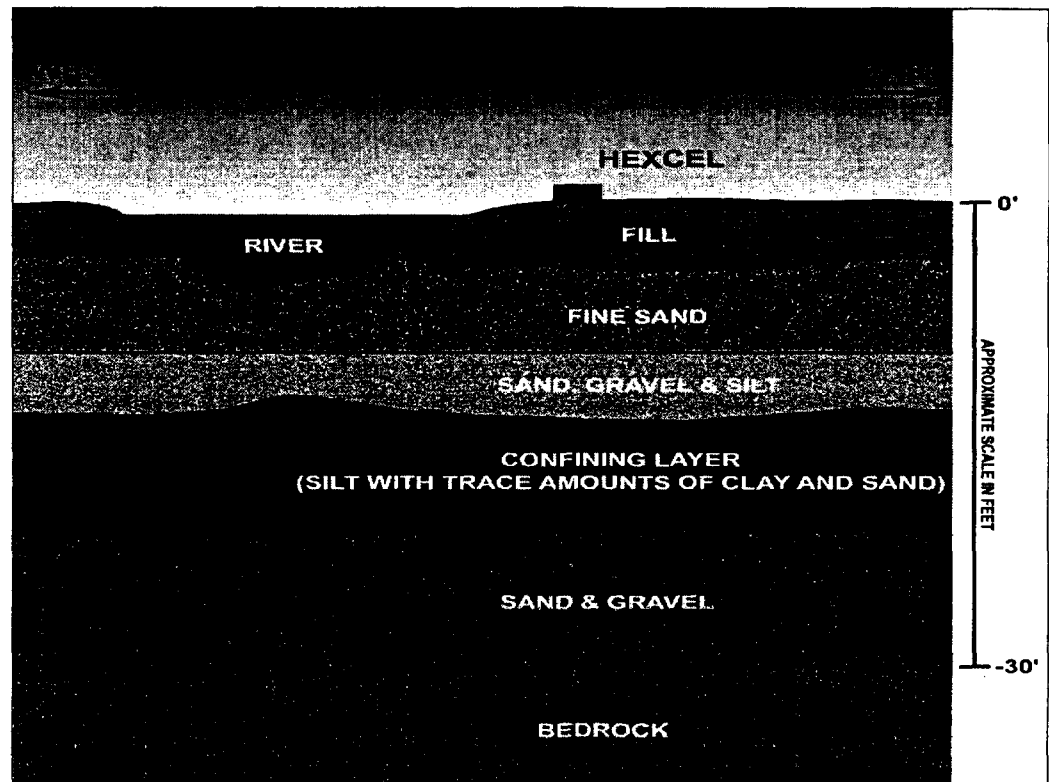 HEXCEL
0'
RIVER
FILL
FINE SAND
SAND, GRAVEL & SILT
APPROXIMATE SCALE IN FEET
CONFINING LAYER
(SILT WITH TRACE AMOUNTS OF CLAY AND SAND)
SAND & GRAVEL
-30'
BEDROCK